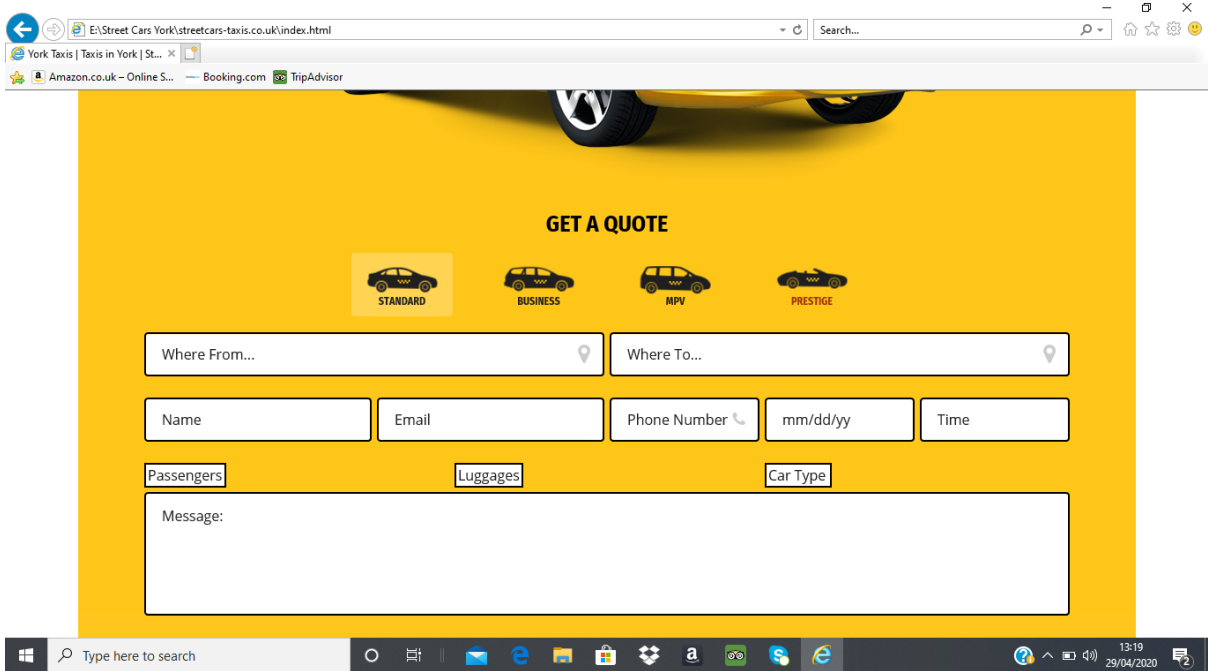 E:\Street Cars York\streetcars-taxis.co.uk\index.html
Search...
York Taxis | Taxis in York | St...
Amazon.co.uk – Online S... Booking.com TripAdvisor
GET A QUOTE
STANDARD BUSINESS MPV PRESTIGE
Where From... Where To...
Name Email Phone Number mm/dd/yy Time
Passengers Luggages Car Type
Message:
Type here to search
13:19
29/04/2020
2